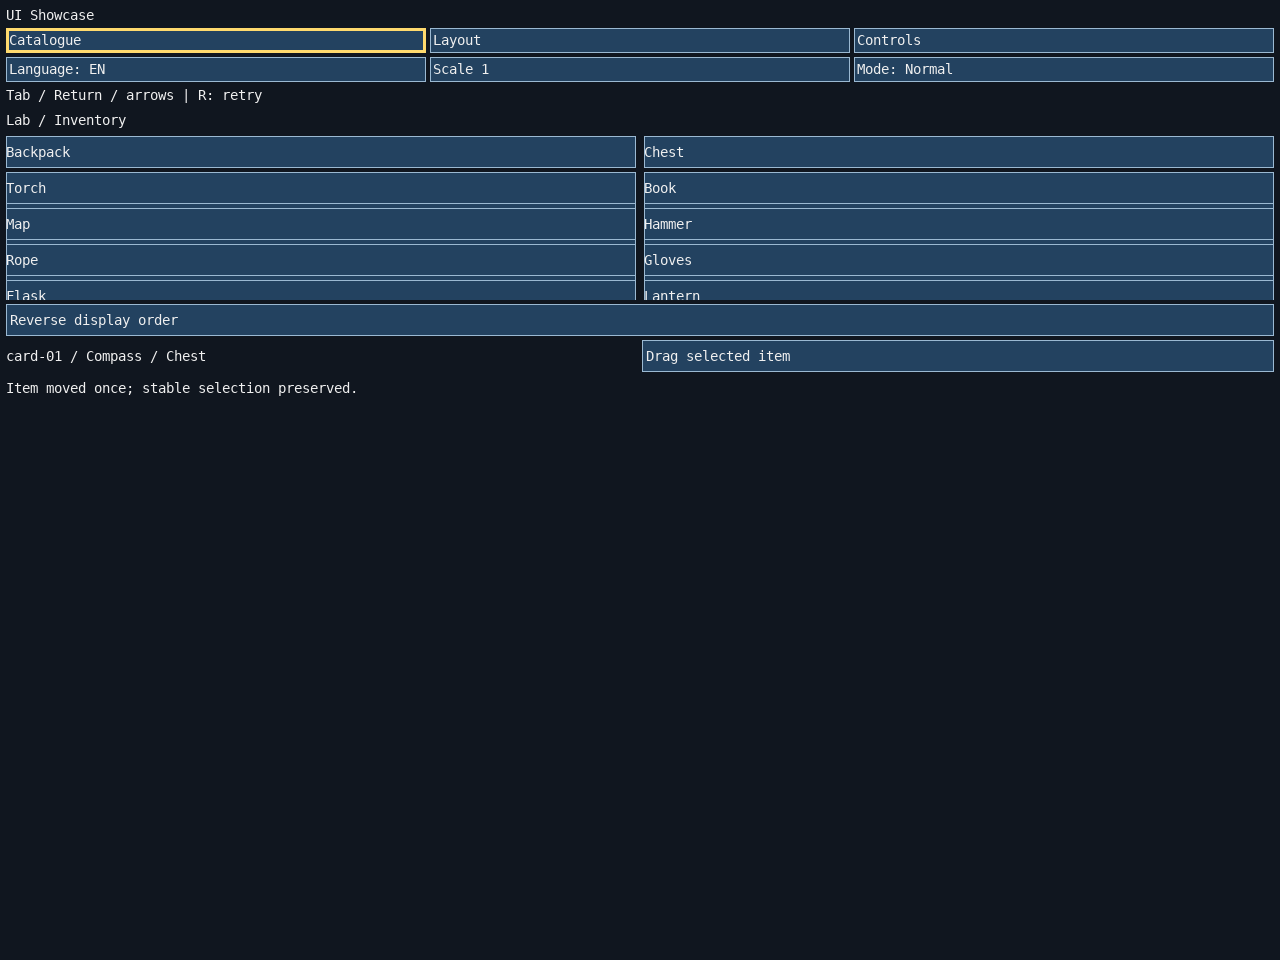 UI Showcase
Catalogue Layout Controls
Language: EN Scale 1 Mode: Normal
Tab / Return / arrows | R: retry
Lab / Inventory
Backpack Chest
Torch Book
Map Hammer
Rope Gloves
Flask Lantern
Reverse display order
card-01 / Compass / Chest Drag selected item
Item moved once; stable selection preserved.